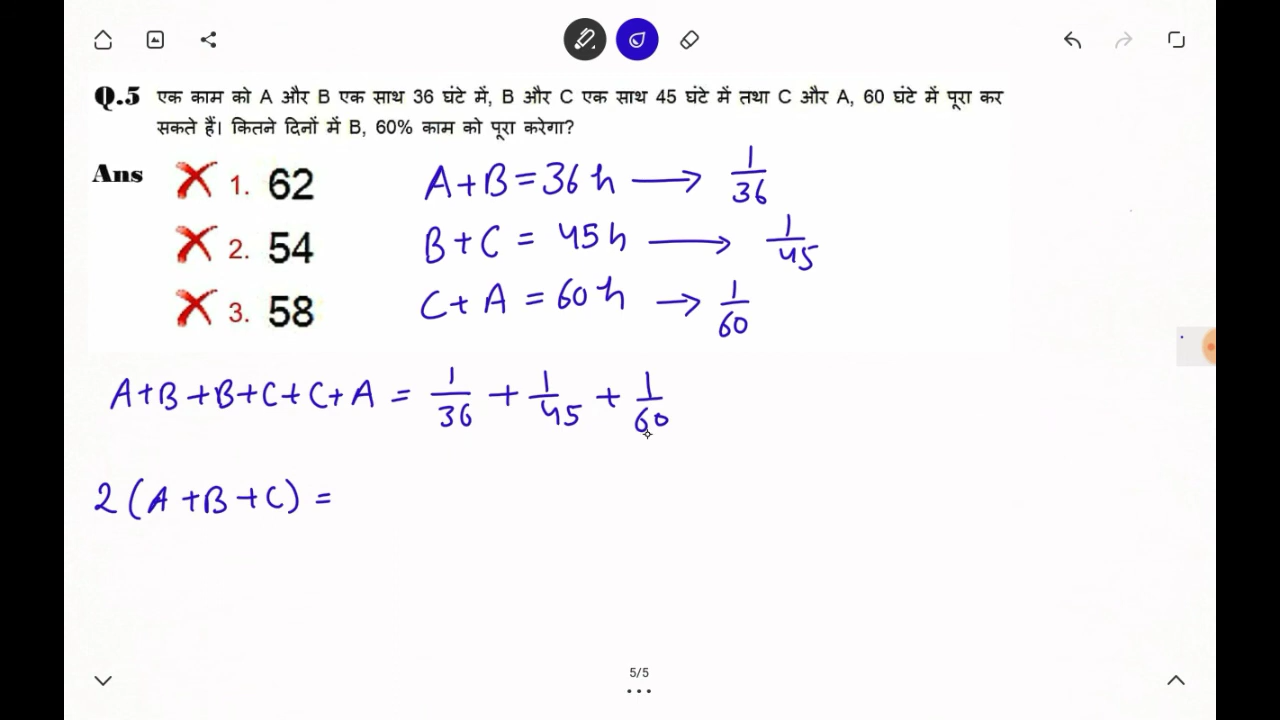 Q.5 एक काम को A और B एक साथ 36 घंटे में, B और C एक साथ 45 घंटे में तथा C और A, 60 घंटे में पूरा कर
सकते हैं। कितने दिनों में B, 60% काम को पूरा करेगा?
Ans
1. 62
2. 54
3. 58
A+B = 36 h → 1/36
B+C = 45 h → 1/45
C+A = 60 h → 1/60
A+B+B+C+C+A = 1/36 + 1/45 + 1/60
2(A+B+C) =
5/5